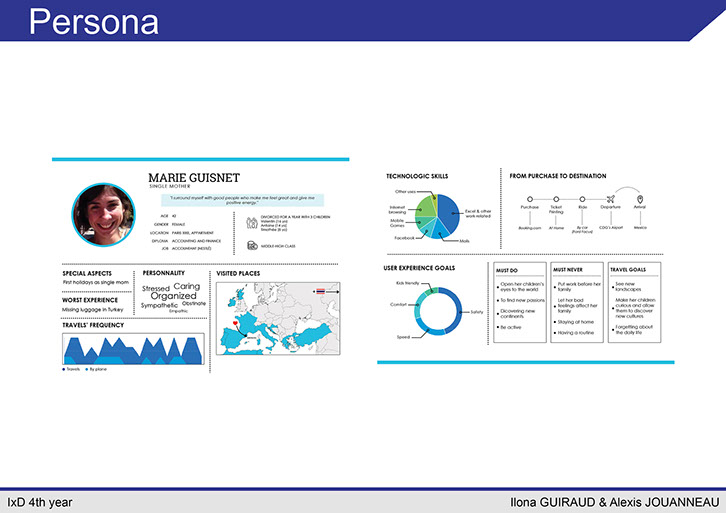 Persona
MARIE GUISNET
SINGLE MOTHER
"I surround myself with good people who make me feel great and give me
positive energy."
AGE 42
GENDER FEMALE
LOCATION PARIS XIIE, APPARTMENT
DIPLOMA ACCOUNTING AND FINANCE
JOB ACCOUNTANT (NESTLÉ)
DIVORCED FOR A YEAR WITH 3 CHILDREN
Valentin (16 yo)
Antoine (14 yo)
MIDDLE-HIGH CLASS
SPECIAL ASPECTS
First holidays as single mom
WORST EXPERIENCE
Missing luggage in Turkey
PERSONNALITY
Stressed Caring
Organized
Obstinate
Sympathetic
Empathic
VISITED PLACES
TRAVELS' FREQUENCY
Travels By plane
TECHNOLOGIC SKILLS
Other uses
Internet
browsing
Mobile
Games
Facebook
Excel & other
work related
Mails
FROM PURCHASE TO DESTINATION
Purchase Ticket Ride Departure Arrival
Printing
Booking.com At Home By car CDG's Airport Mexico
(Ford Focus)
USER EXPERIENCE GOALS
Kids friendly
Comfort
Speed
Safety
MUST DO
Open her children's
eyes to the world
To find new passions
Dicovering new
continents
Be active
MUST NEVER
Put work before her
family
Let her bad
feelings affect her
family
Staying at home
Having a routine
TRAVEL GOALS
See new
landscapes
Make her children
curious and allow
them to discover
new cultures
Forgetting about
the daily life
IxD 4th year
Ilona GUIRAUD & Alexis JOUANNEAU